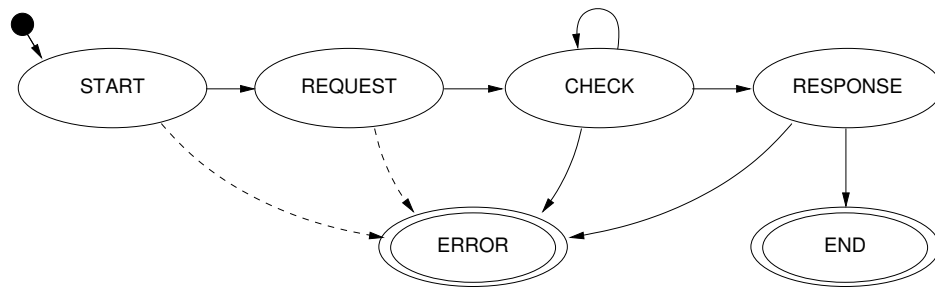 START
REQUEST
CHECK
RESPONSE
ERROR
END